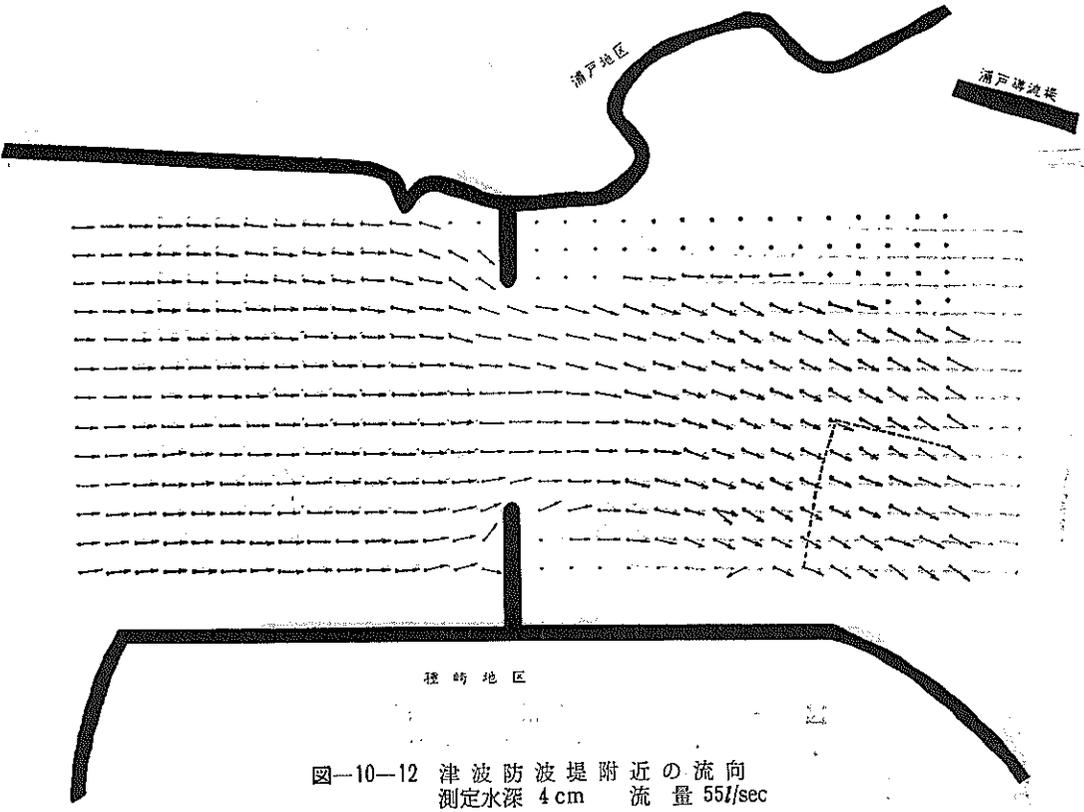 浦戸地区
浦戸導流堤
種崎地区
図—10—12 津波防波堤附近の流向
測定水深 4cm 流量 55l/sec